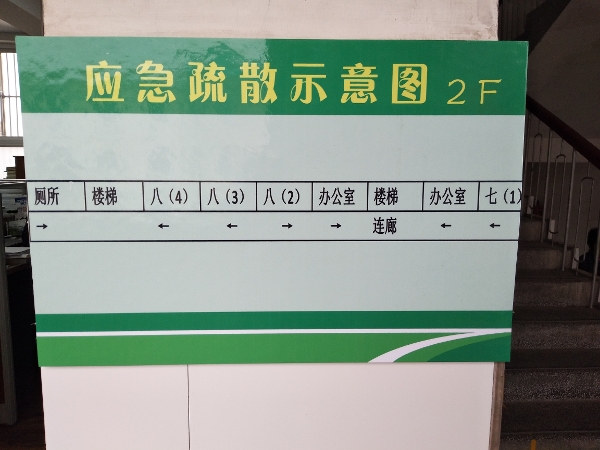 应急疏散示意图 2F
厕所 楼梯 八（4） 八（3） 八（2） 办公室 楼梯 办公室 七（1）
→ ← ← → → 连廊 ← ←